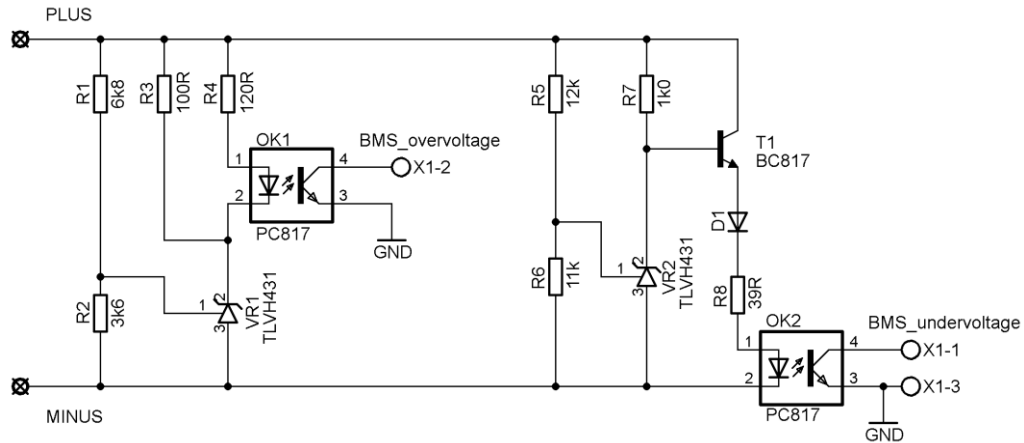 PLUS
R1
6k8
R3
100R
R4
120R
R5
12k
R7
1k0
OK1
BMS_overvoltage
1
4
X1-2
2
3
PC817
GND
T1
BC817
D1
R2
3k6
1
2
3
VR1
TLVH431
R6
11k
1
2
3
VR2
TLVH431
R8
39R
OK2
BMS_undervoltage
1
4
X1-1
2
3
X1-3
PC817
GND
MINUS